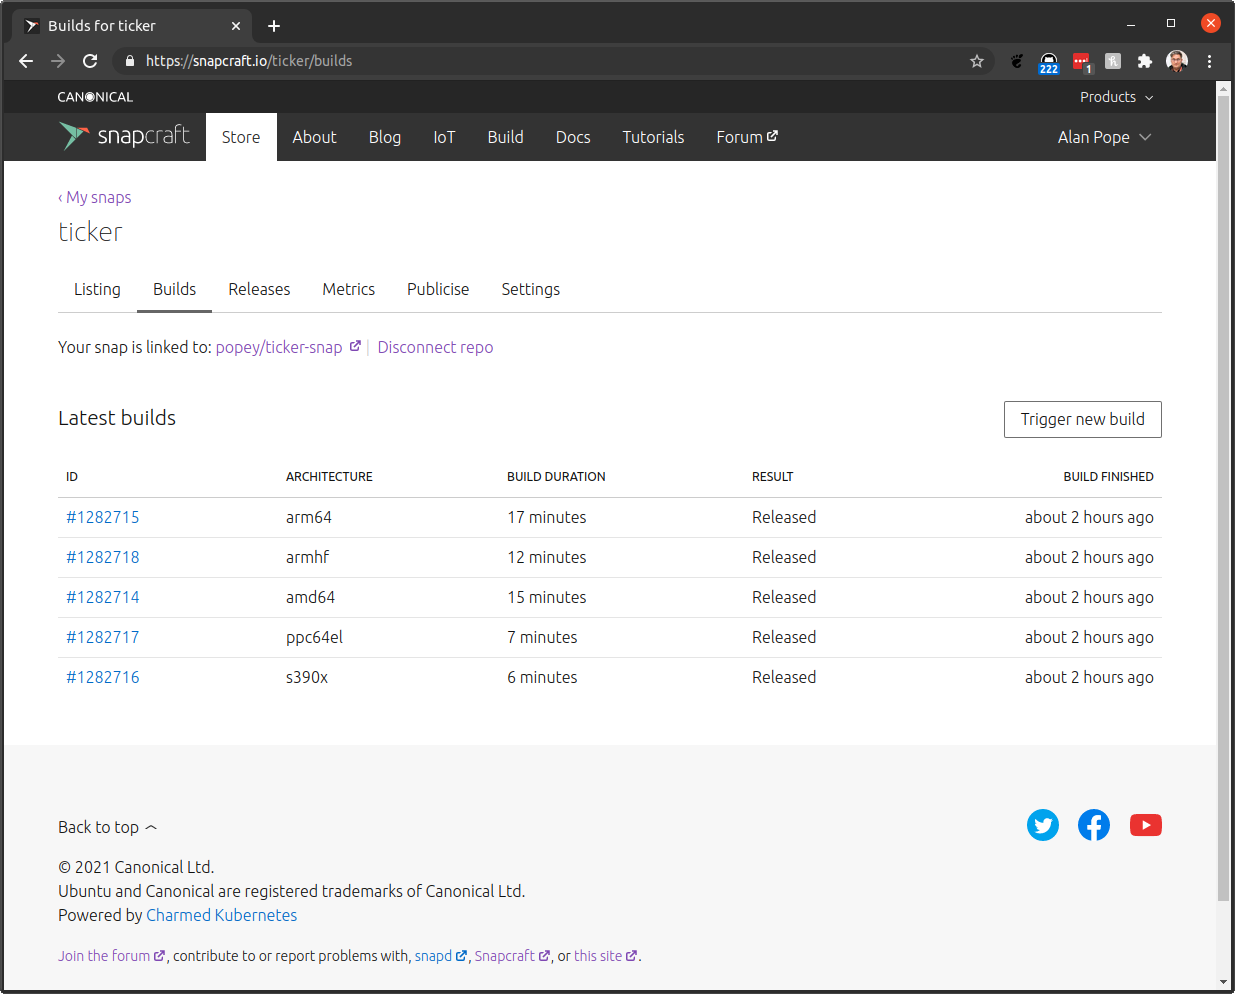 Builds for ticker
https://snapcraft.io/ticker/builds
222
1
CANONICAL
Products
snapcraft
Store
About
Blog
IoT
Build
Docs
Tutorials
Forum
Alan Pope
‹ My snaps
ticker
Listing
Builds
Releases
Metrics
Publicise
Settings
Your snap is linked to: popey/ticker-snap | Disconnect repo
Latest builds
Trigger new build
ID ARCHITECTURE BUILD DURATION RESULT BUILD FINISHED
#1282715 arm64 17 minutes Released about 2 hours ago
#1282718 armhf 12 minutes Released about 2 hours ago
#1282714 amd64 15 minutes Released about 2 hours ago
#1282717 ppc64el 7 minutes Released about 2 hours ago
#1282716 s390x 6 minutes Released about 2 hours ago
Back to top
© 2021 Canonical Ltd.
Ubuntu and Canonical are registered trademarks of Canonical Ltd.
Powered by Charmed Kubernetes
Join the forum, contribute to or report problems with, snapd, Snapcraft, or this site.